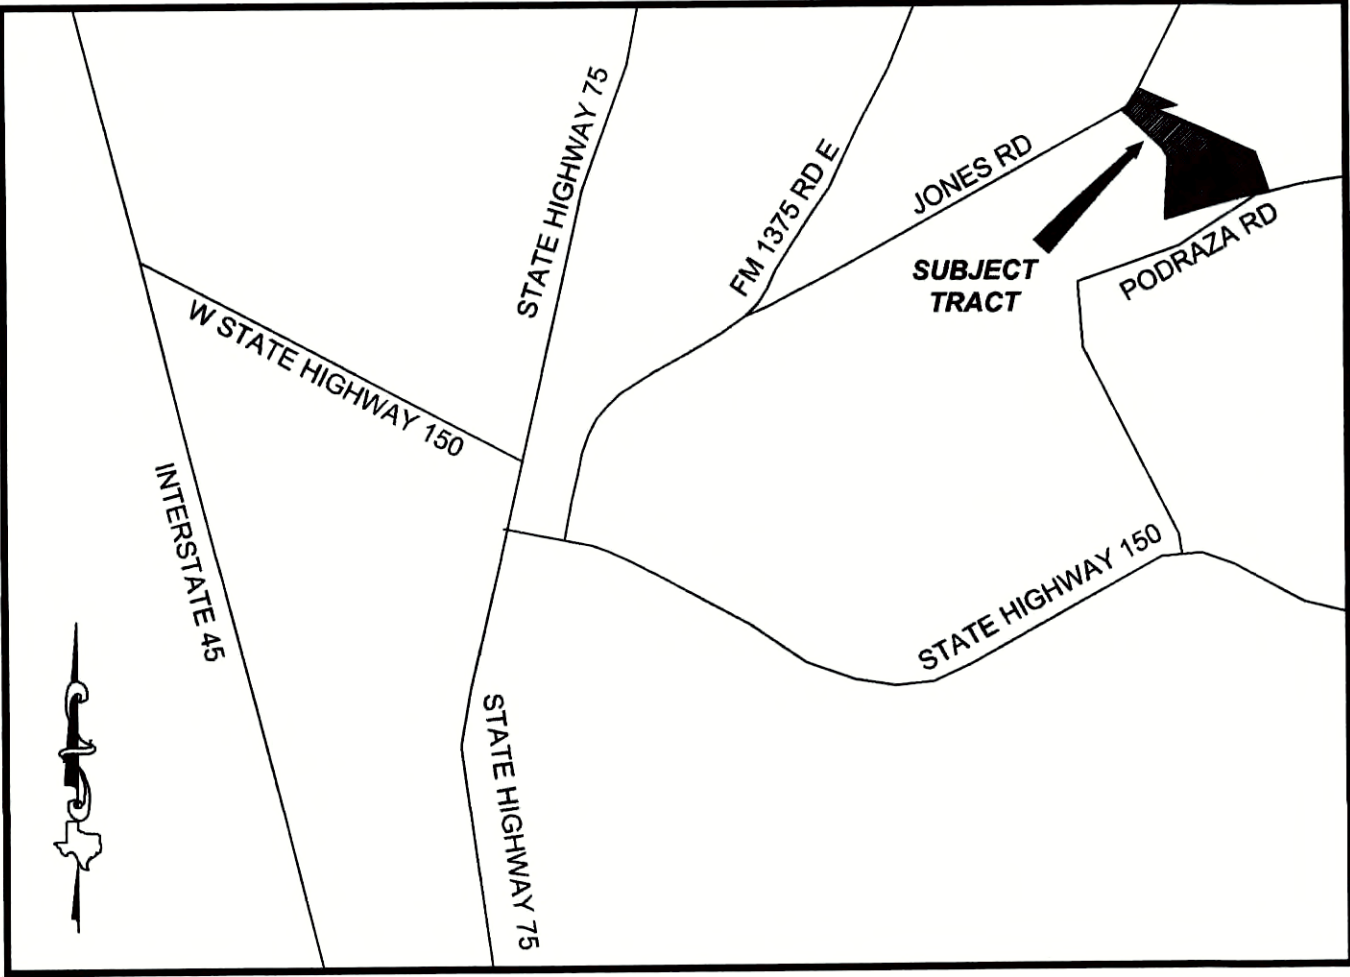 STATE HIGHWAY 75
FM 1375 RD E
JONES RD
SUBJECT
TRACT
PODRAZA RD
W STATE HIGHWAY 150
INTERSTATE 45
STATE HIGHWAY 150
STATE HIGHWAY 75